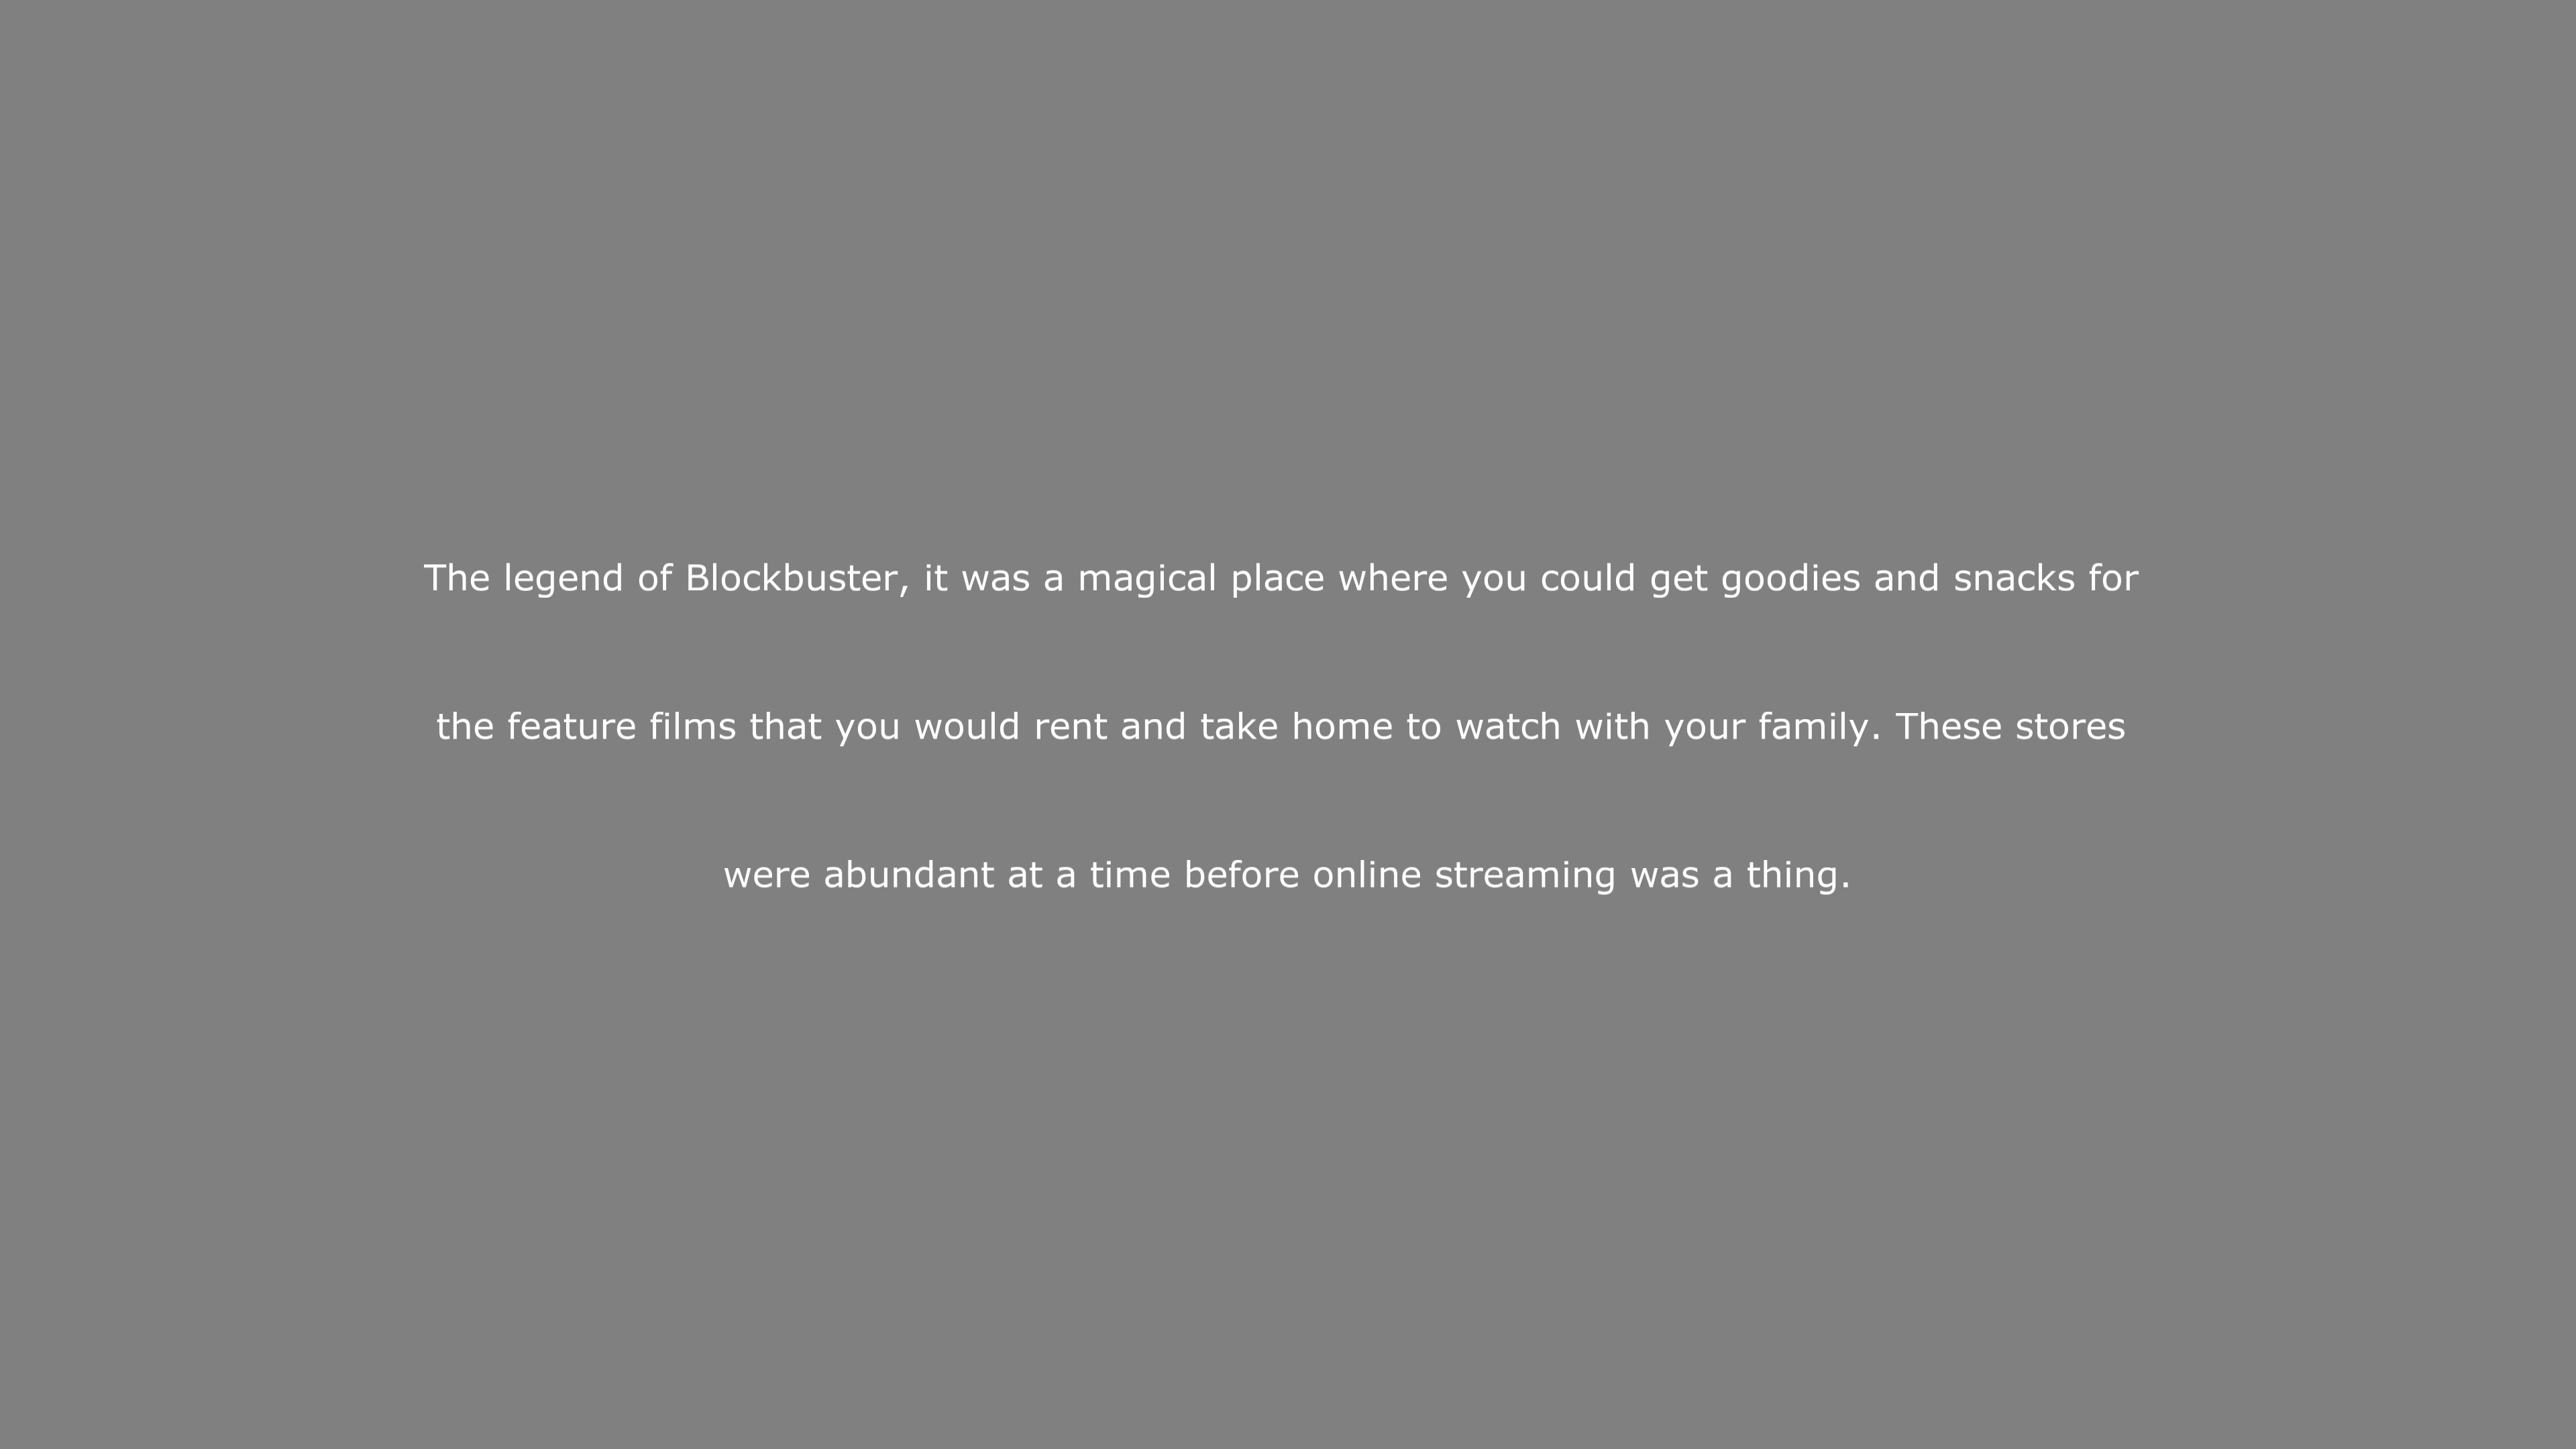 The legend of Blockbuster, it was a magical place where you could get goodies and snacks for
the feature films that you would rent and take home to watch with your family. These stores
were abundant at a time before online streaming was a thing.